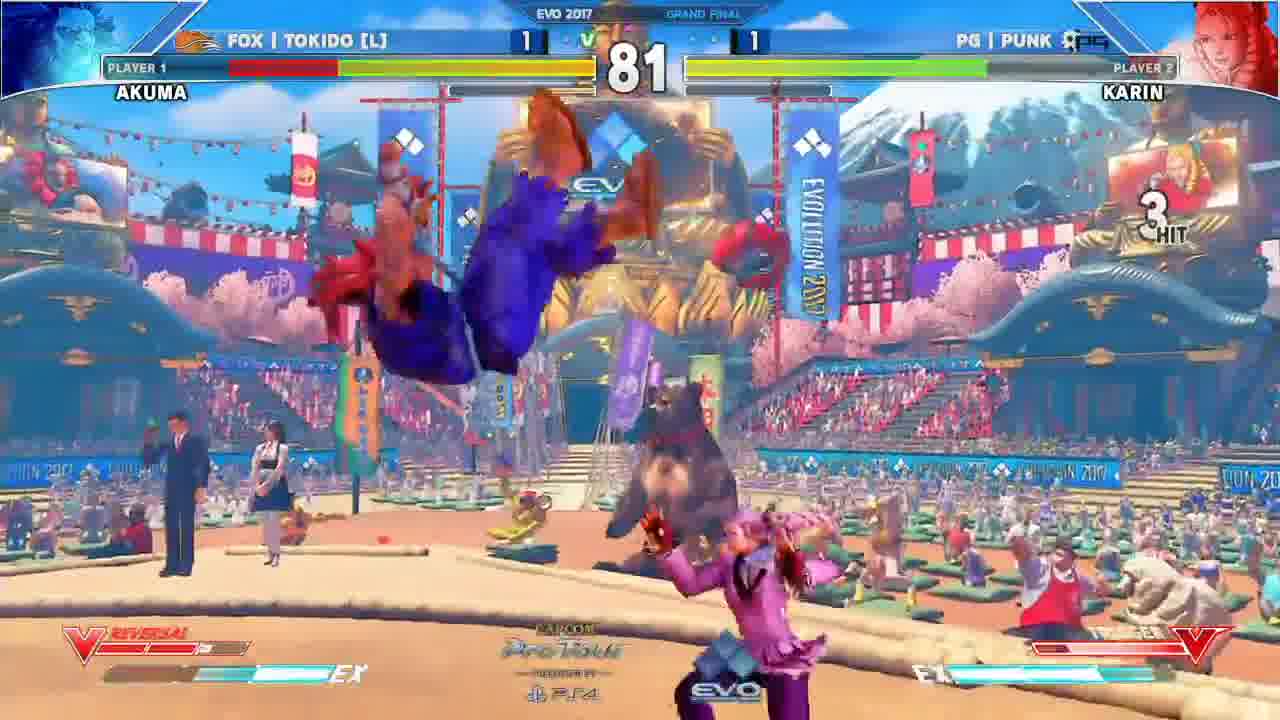 EVO 2017 GRAND FINAL
FOX | TOKIDO [L] 1 V 81 1 PG | PUNK
PLAYER 1 PLAYER 2
AKUMA KARIN
EV
EVOLUTION 2017
3
HIT
REVERSAL
EX EX
CAPCOM
Pro Tour
PS4
EVO